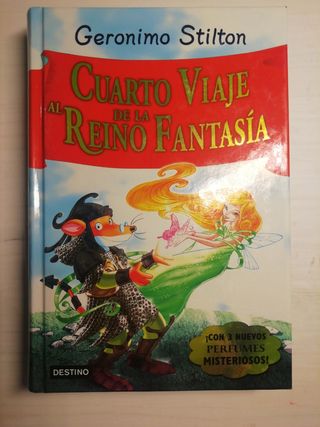 Geronimo Stilton
CUARTO VIAJE
AL DE LA
REINO FANTASÍA
¡CON 3 NUEVOS
PERFUMES
MISTERIOSOS!
DESTINO